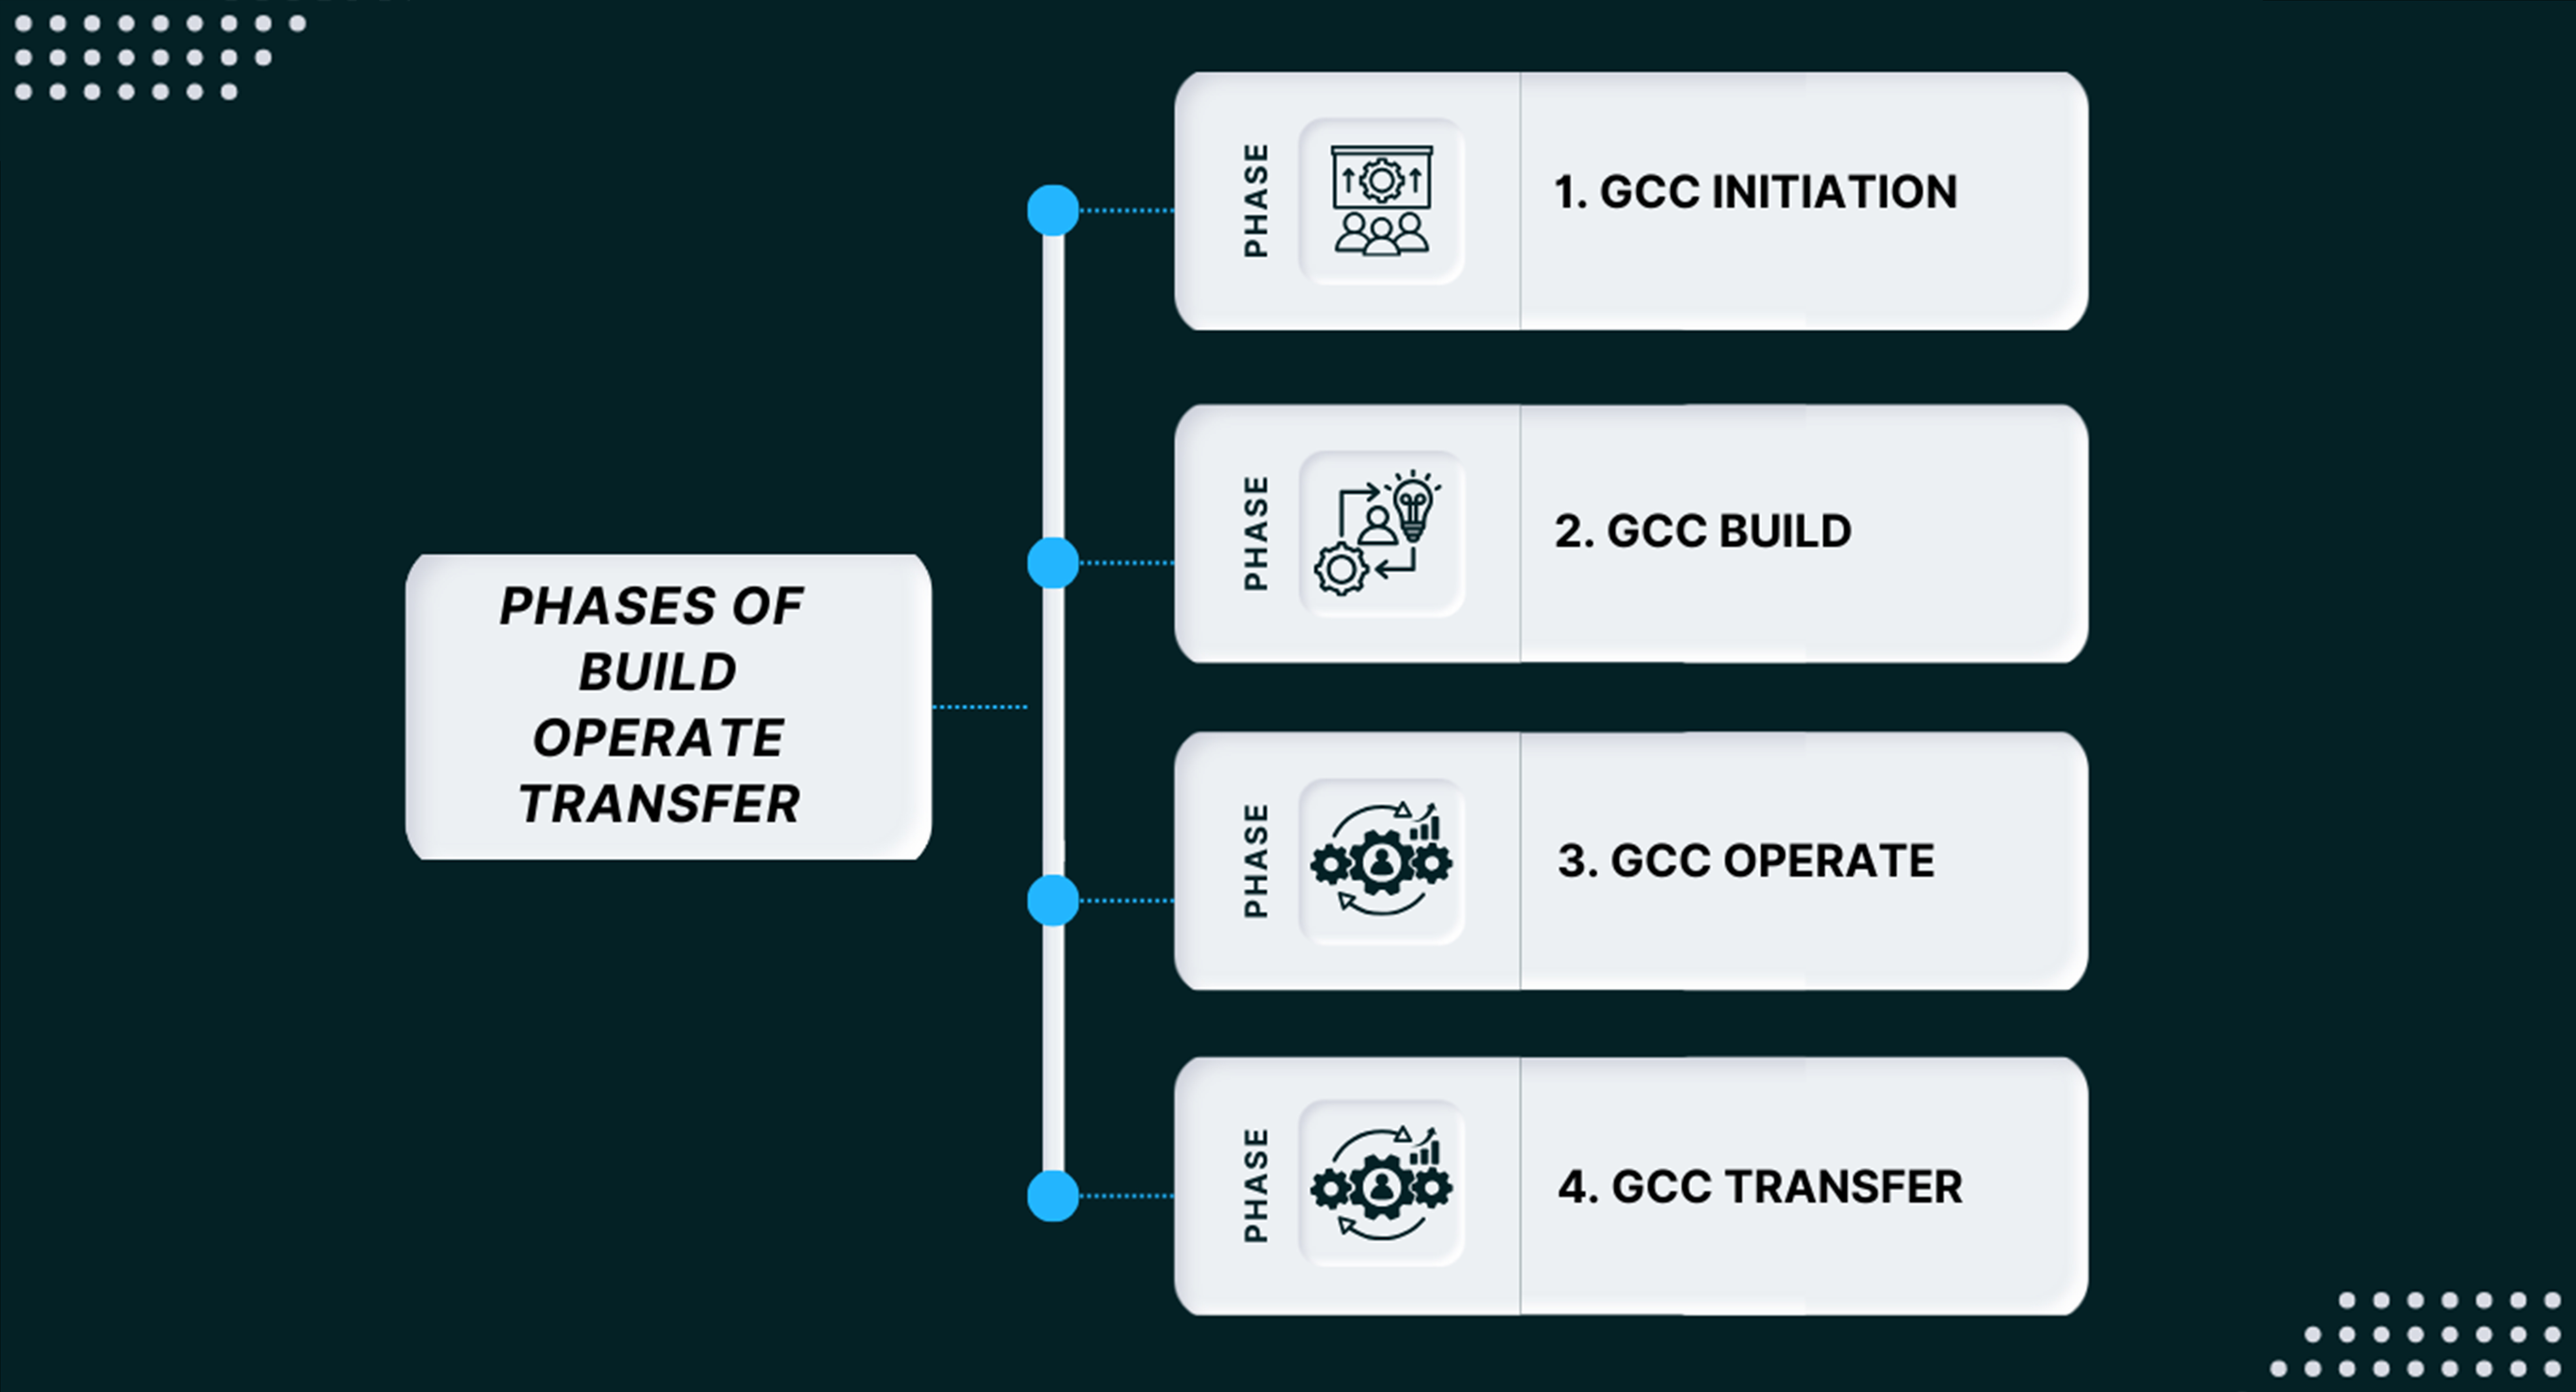 PHASES OF
BUILD
OPERATE
TRANSFER
PHASE
1. GCC INITIATION
PHASE
2. GCC BUILD
PHASE
3. GCC OPERATE
PHASE
4. GCC TRANSFER